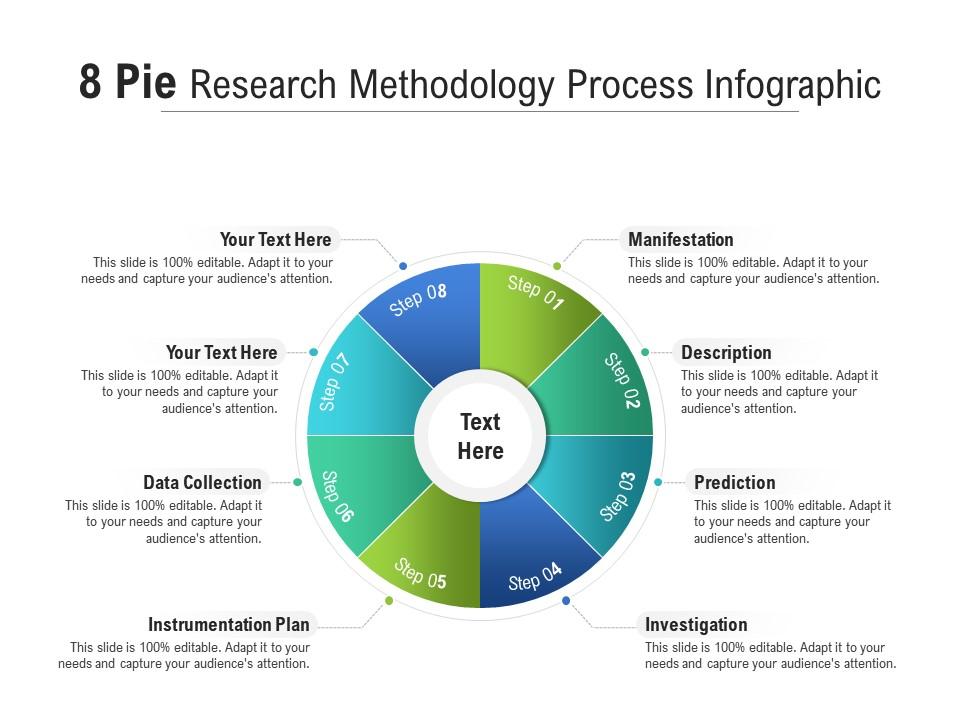 8 Pie Research Methodology Process Infographic
Manifestation
This slide is 100% editable. Adapt it to your
needs and capture your audience's attention.
Description
This slide is 100% editable. Adapt it
to your needs and capture your
audience's attention.
Prediction
This slide is 100% editable. Adapt it
to your needs and capture your
audience's attention.
Investigation
This slide is 100% editable. Adapt it to your
needs and capture your audience's attention.
Instrumentation Plan
This slide is 100% editable. Adapt it to your
needs and capture your audience's attention.
Data Collection
This slide is 100% editable. Adapt it
to your needs and capture your
audience's attention.
Your Text Here
This slide is 100% editable. Adapt it
to your needs and capture your
audience's attention.
Your Text Here
This slide is 100% editable. Adapt it to your
needs and capture your audience's attention.
Step 01
Step 02
Step 03
Step 04
Step 05
Step 06
Step 07
Step 08
Text
Here